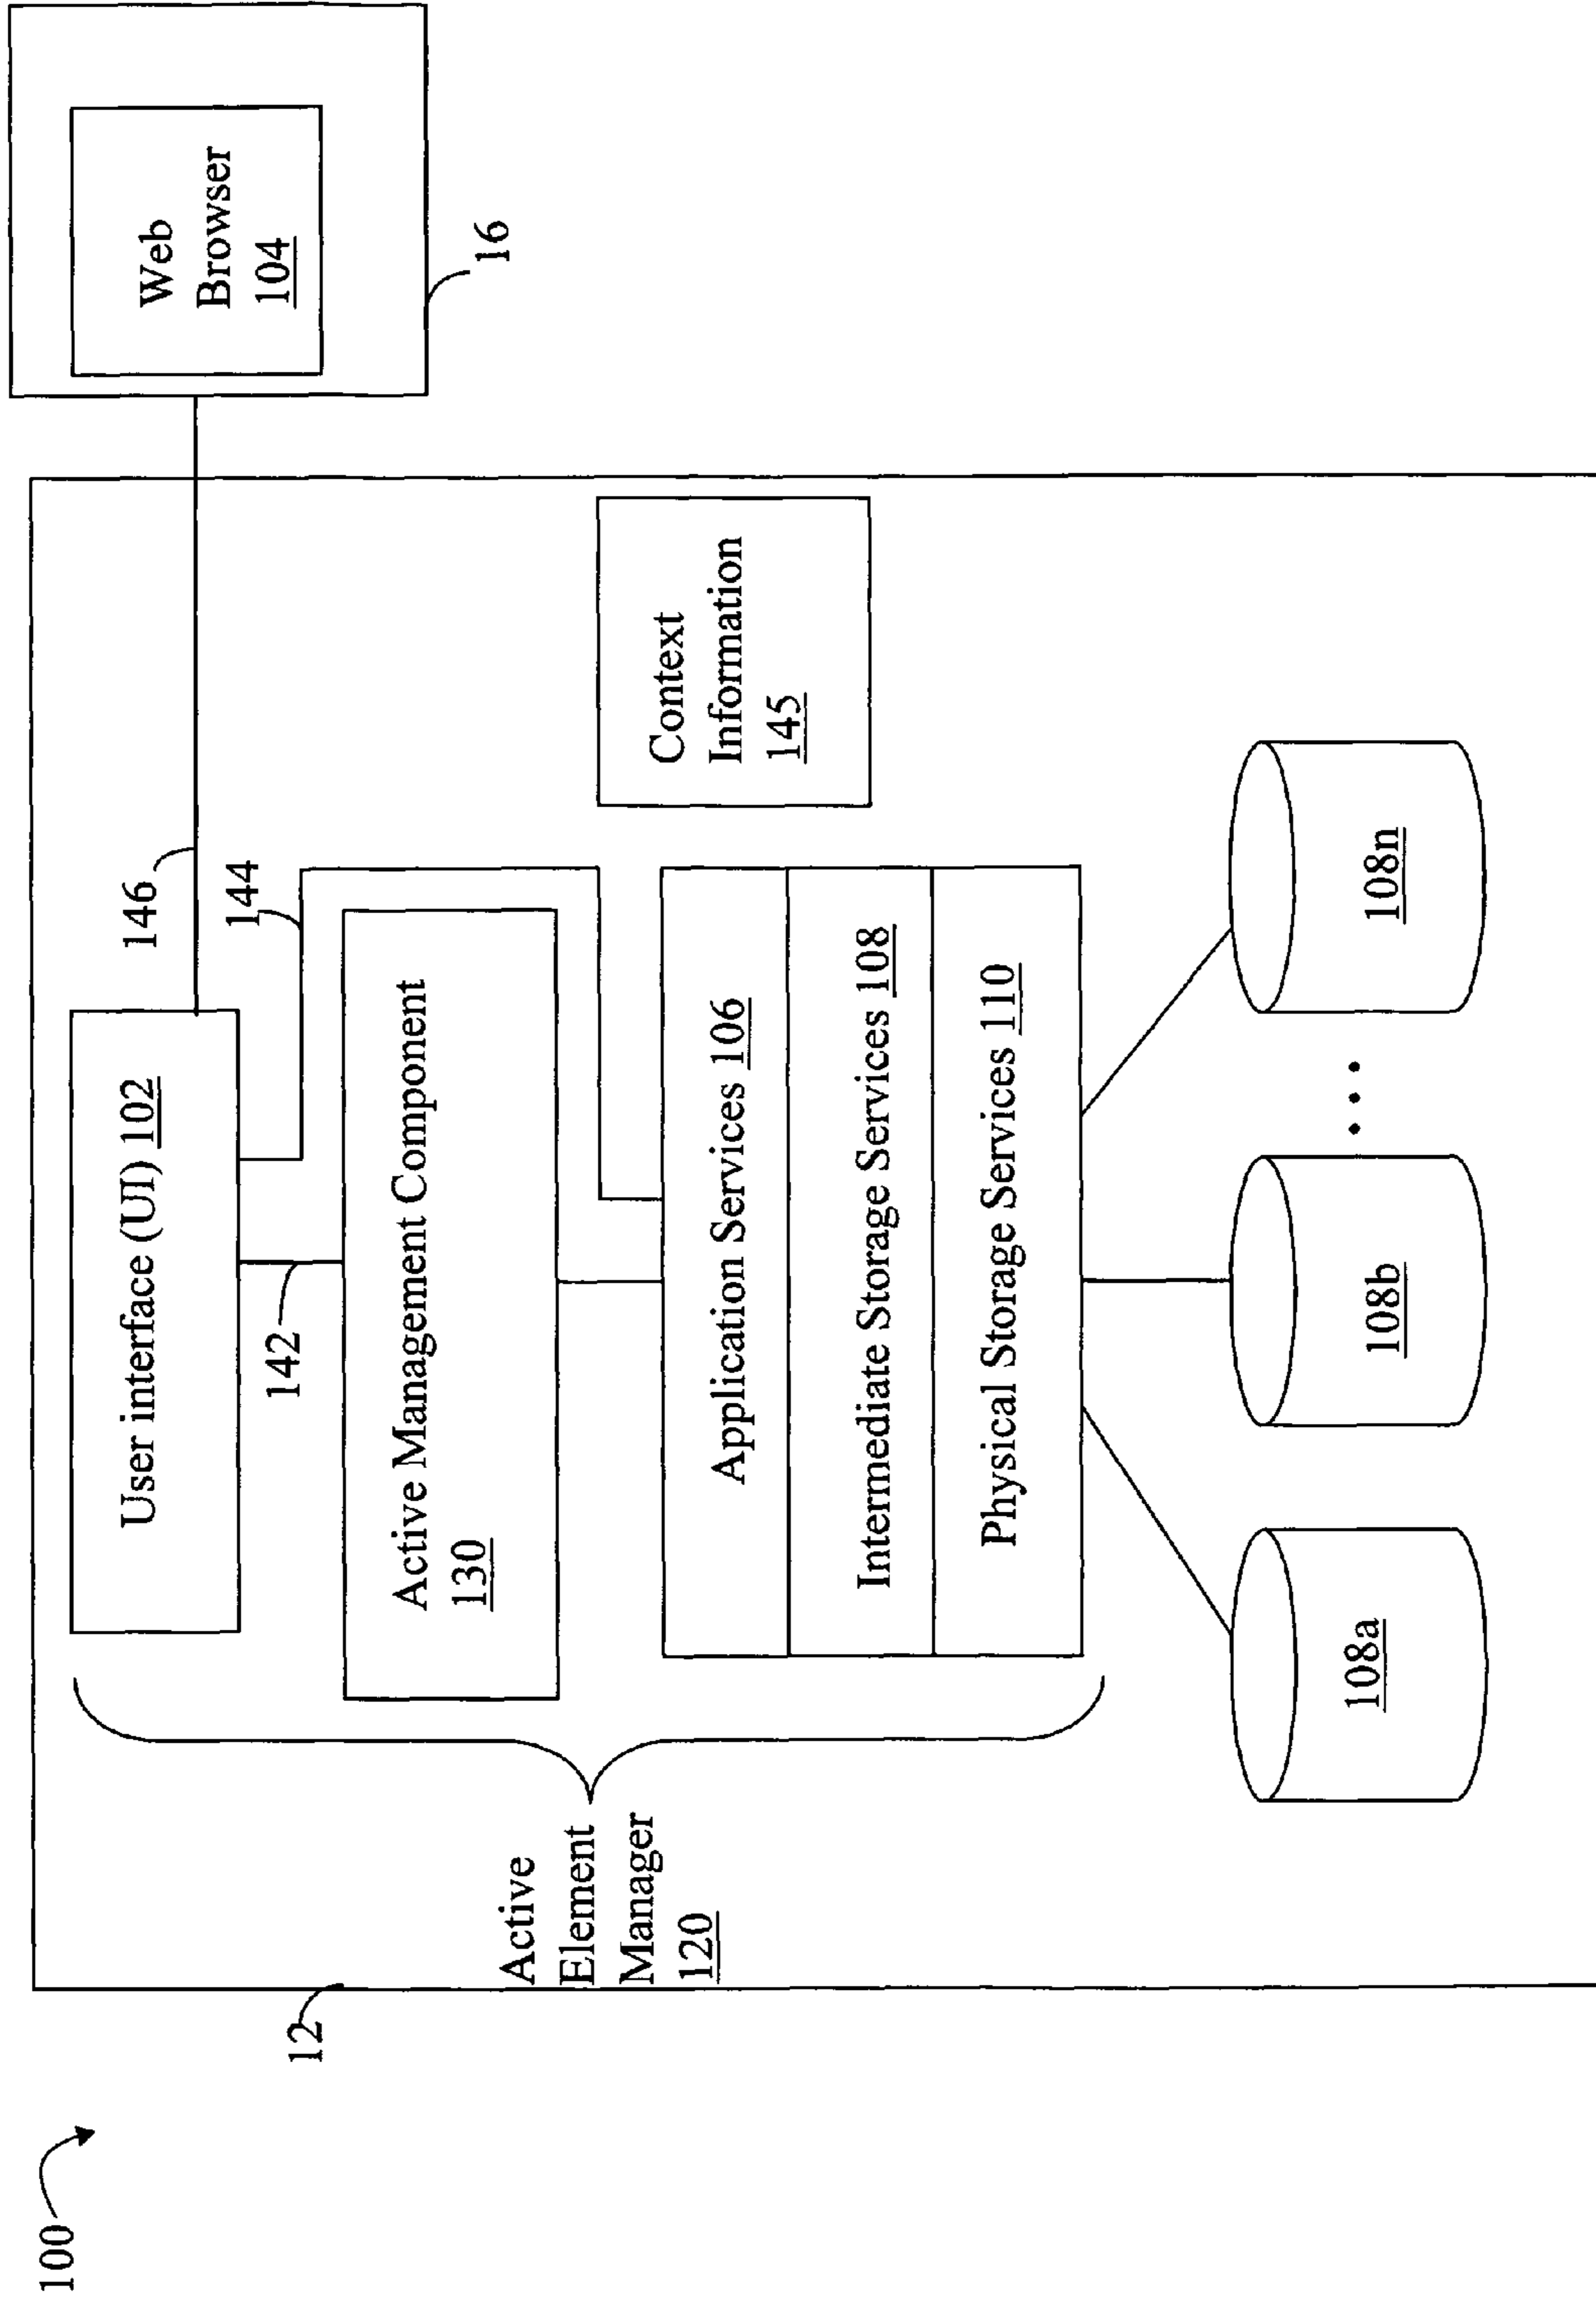 100
12
User interface (UI) 102
146
Web
Browser
104
16
142
144
Active Management Component
130
Active
Element
Manager
120
Context
Information
145
Application Services 106
Intermediate Storage Services 108
Physical Storage Services 110
108a
108b
...
108n